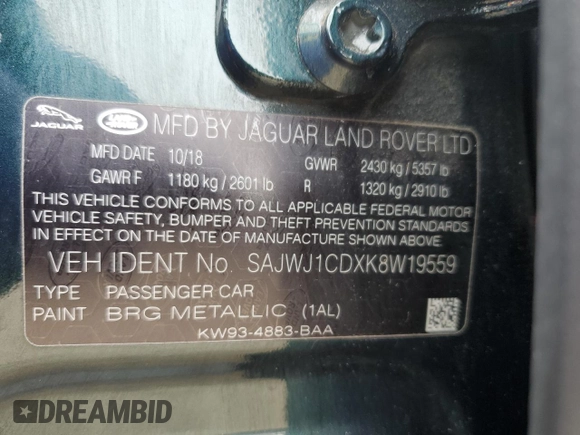 JAGUAR LAND ROVER MFD BY JAGUAR LAND ROVER LTD
MFD DATE 10/18 GVWR 2430 kg / 5357 lb
GAWR F 1180 kg / 2601 lb R 1320 kg / 2910 lb
THIS VEHICLE CONFORMS TO ALL APPLICABLE FEDERAL MOTOR
VEHICLE SAFETY, BUMPER AND THEFT PREVENTION STANDARDS
IN EFFECT ON THE DATE OF MANUFACTURE SHOWN ABOVE.
VEH IDENT No. SAJWJ1CDXK8W19559
TYPE PASSENGER CAR
PAINT BRG METALLIC (1AL)
KW93-4883-BAA
DREAMBID